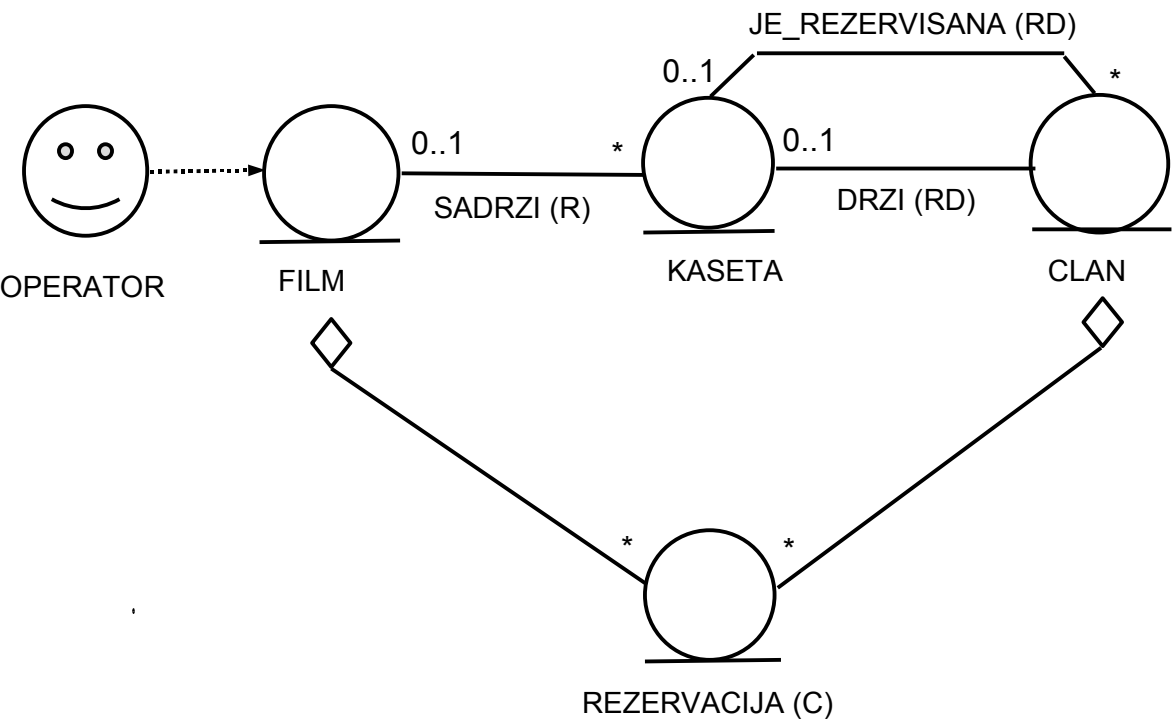 JE_REZERVISANA (RD)
0..1
*
0..1
*
0..1
SADRZI (R)
DRZI (RD)
OPERATOR
FILM
KASETA
CLAN
*
*
REZERVACIJA (C)